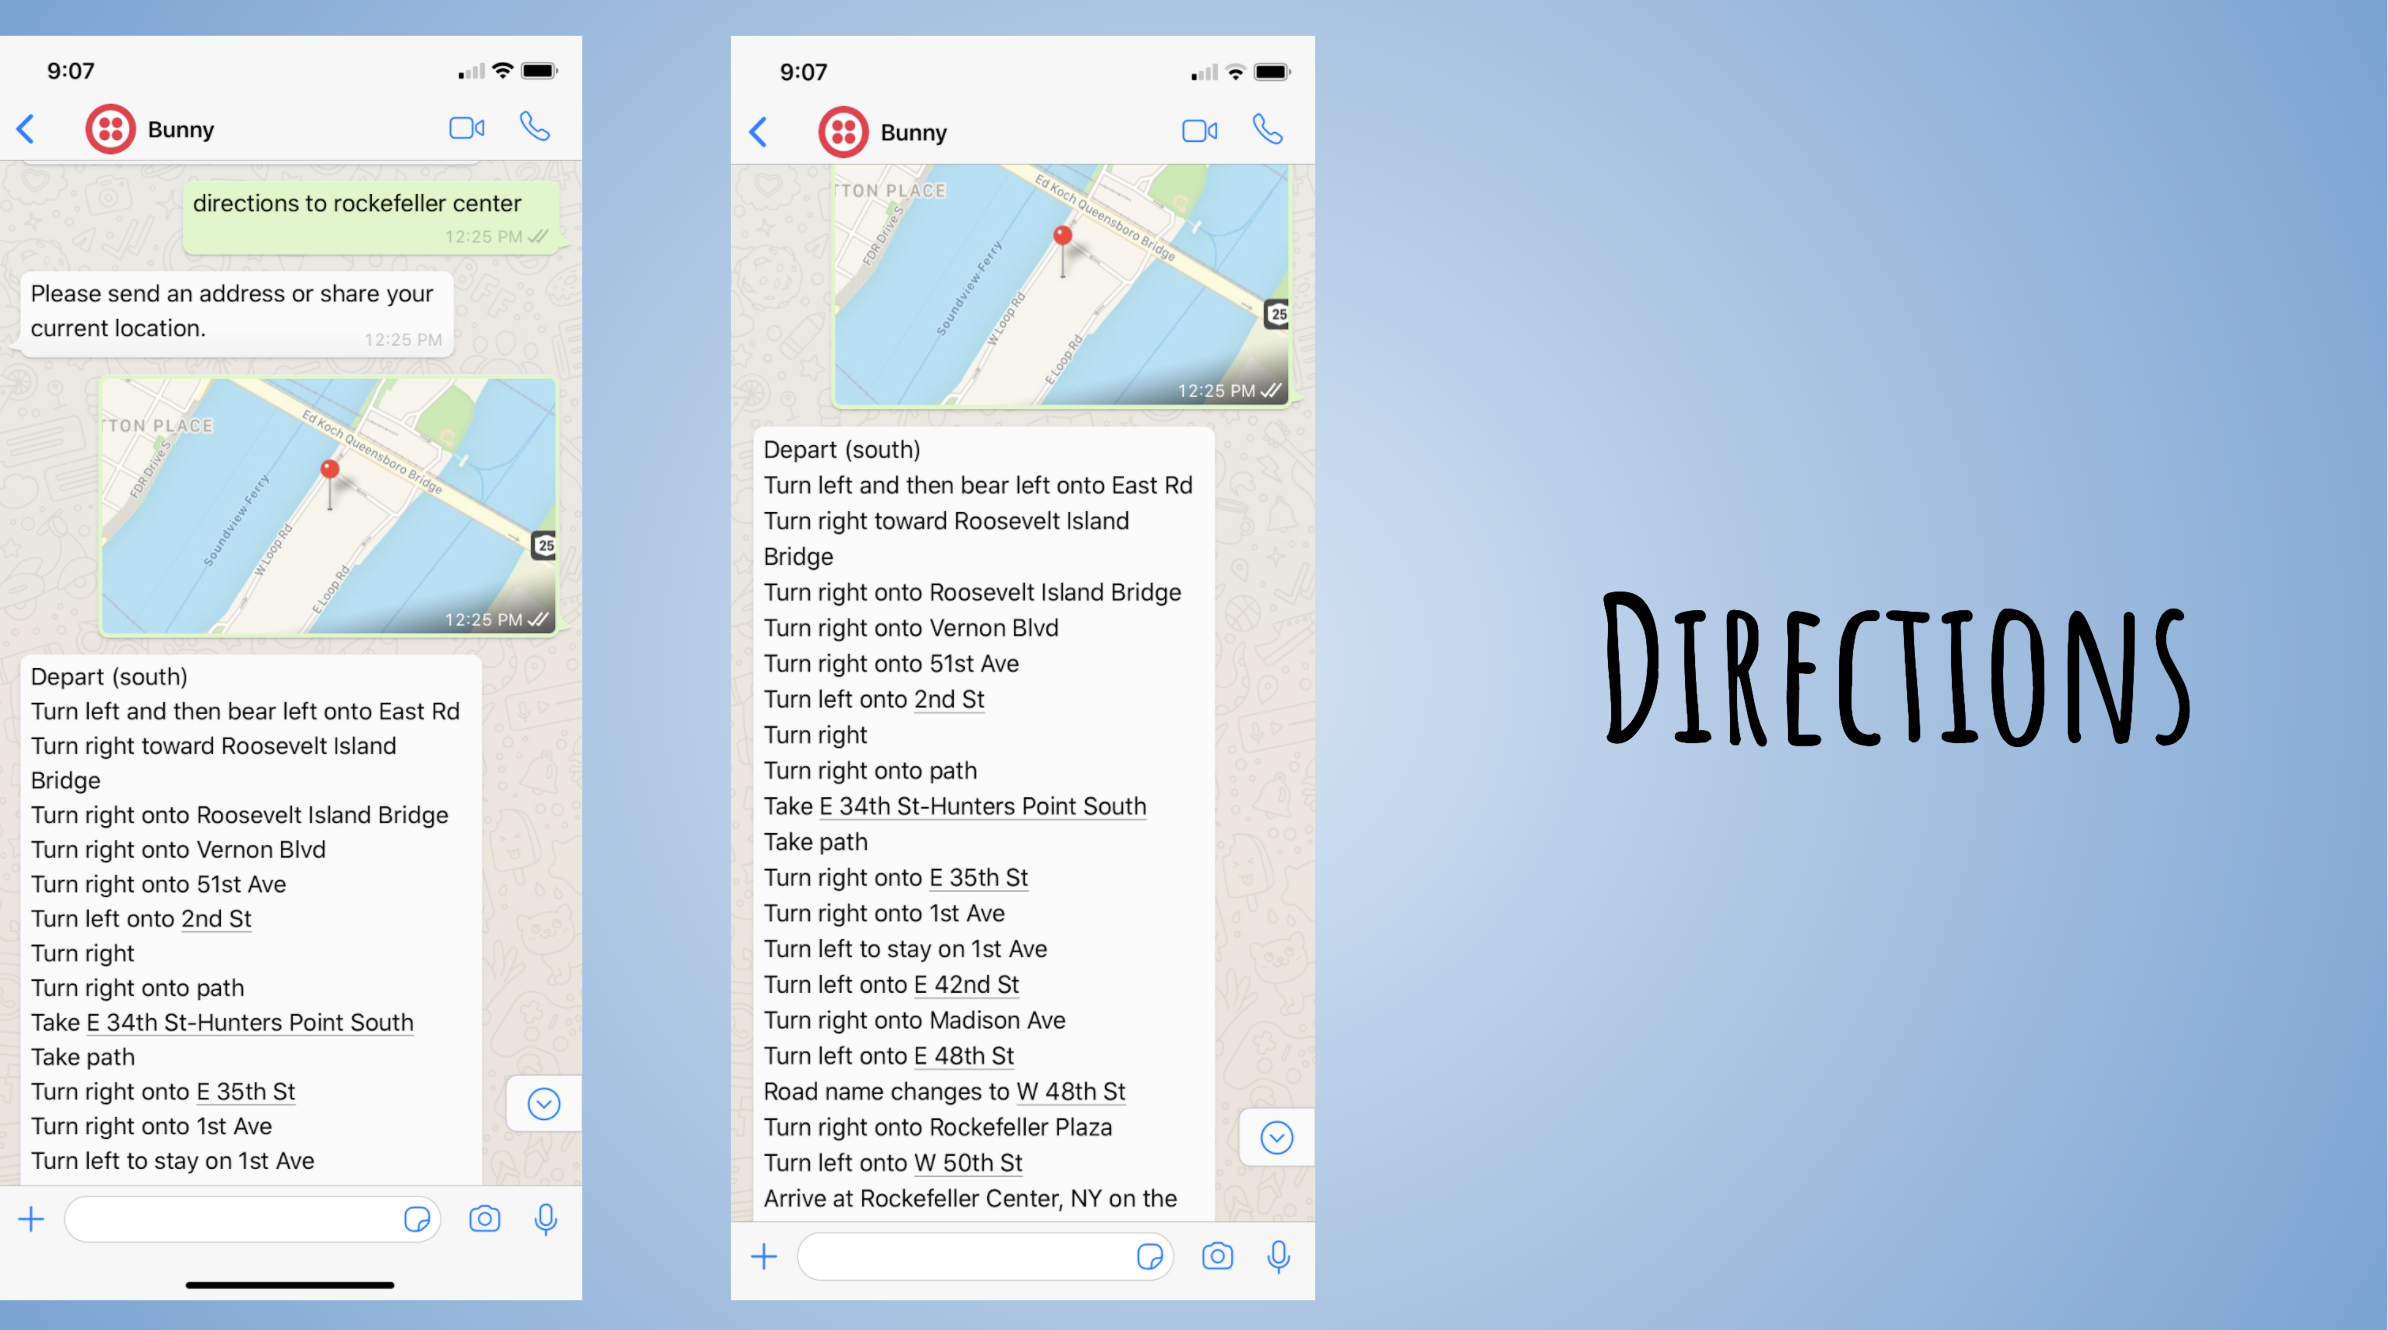 9:07
Bunny
directions to rockefeller center
12:25 PM
Please send an address or share your
current location.
12:25 PM
TTON PLACE
FDR Drive S
Ed Koch Queensboro Bridge
Soundview Ferry
W Loop Rd
E Loop Rd
25
12:25 PM
Depart (south)
Turn left and then bear left onto East Rd
Turn right toward Roosevelt Island
Bridge
Turn right onto Roosevelt Island Bridge
Turn right onto Vernon Blvd
Turn right onto 51st Ave
Turn left onto 2nd St
Turn right
Turn right onto path
Take E 34th St-Hunters Point South
Take path
Turn right onto E 35th St
Turn right onto 1st Ave
Turn left to stay on 1st Ave
9:07
Bunny
TTON PLACE
FDR Drive S
Ed Koch Queensboro Bridge
Soundview Ferry
W Loop Rd
E Loop Rd
25
12:25 PM
Depart (south)
Turn left and then bear left onto East Rd
Turn right toward Roosevelt Island
Bridge
Turn right onto Roosevelt Island Bridge
Turn right onto Vernon Blvd
Turn right onto 51st Ave
Turn left onto 2nd St
Turn right
Turn right onto path
Take E 34th St-Hunters Point South
Take path
Turn right onto E 35th St
Turn right onto 1st Ave
Turn left to stay on 1st Ave
Turn left onto E 42nd St
Turn right onto Madison Ave
Turn left onto E 48th St
Road name changes to W 48th St
Turn right onto Rockefeller Plaza
Turn left onto W 50th St
Arrive at Rockefeller Center, NY on the
DIRECTIONS